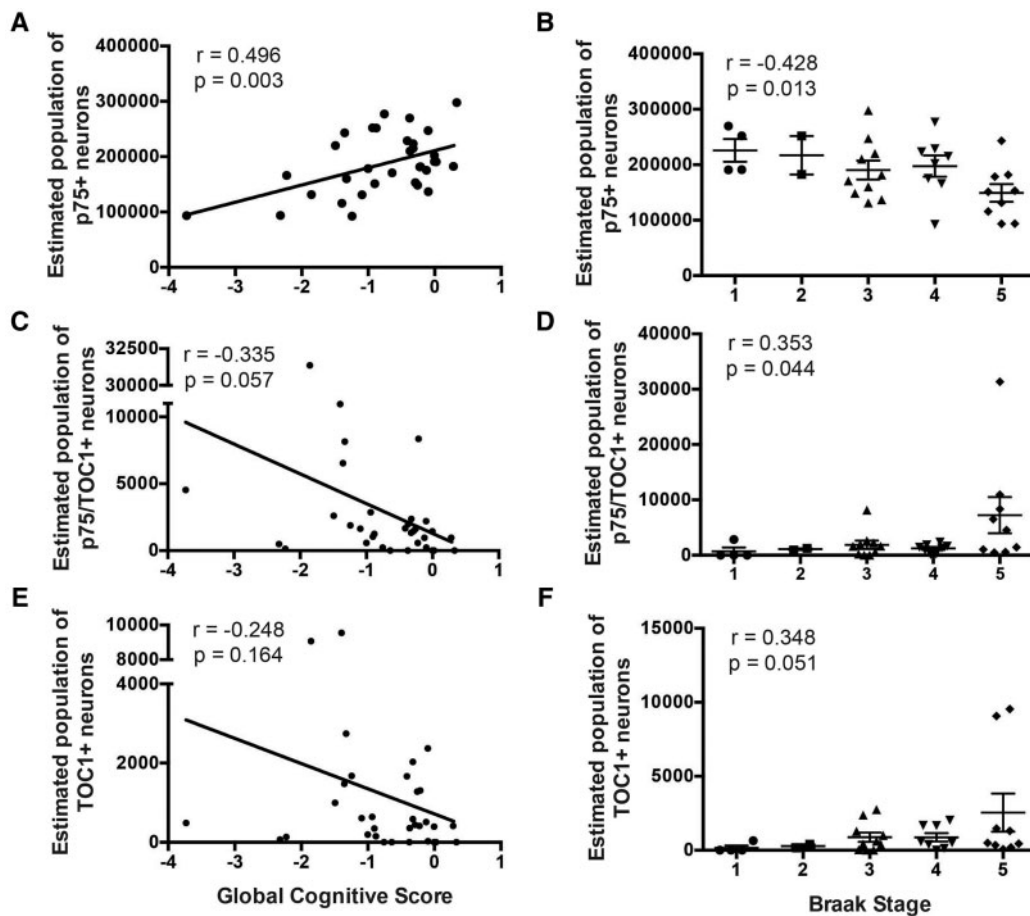 A
Estimated population of
p75+ neurons
400000
300000
200000
100000
0
r = 0.496
p = 0.003
-4
-3
-2
-1
0
1
B
Estimated population of
p75+ neurons
400000
300000
200000
100000
0
r = -0.428
p = 0.013
1
2
3
4
5
C
Estimated population of
p75/TOC1+ neurons
32500
30000
10000
5000
0
r = -0.335
p = 0.057
-4
-3
-2
-1
0
1
D
Estimated population of
p75/TOC1+ neurons
40000
30000
20000
10000
0
r = 0.353
p = 0.044
1
2
3
4
5
E
Estimated population of
TOC1+ neurons
10000
8000
4000
2000
0
r = -0.248
p = 0.164
-4
-3
-2
-1
0
1
Global Cognitive Score
F
Estimated population of
TOC1+ neurons
15000
10000
5000
0
r = 0.348
p = 0.051
1
2
3
4
5
Braak Stage